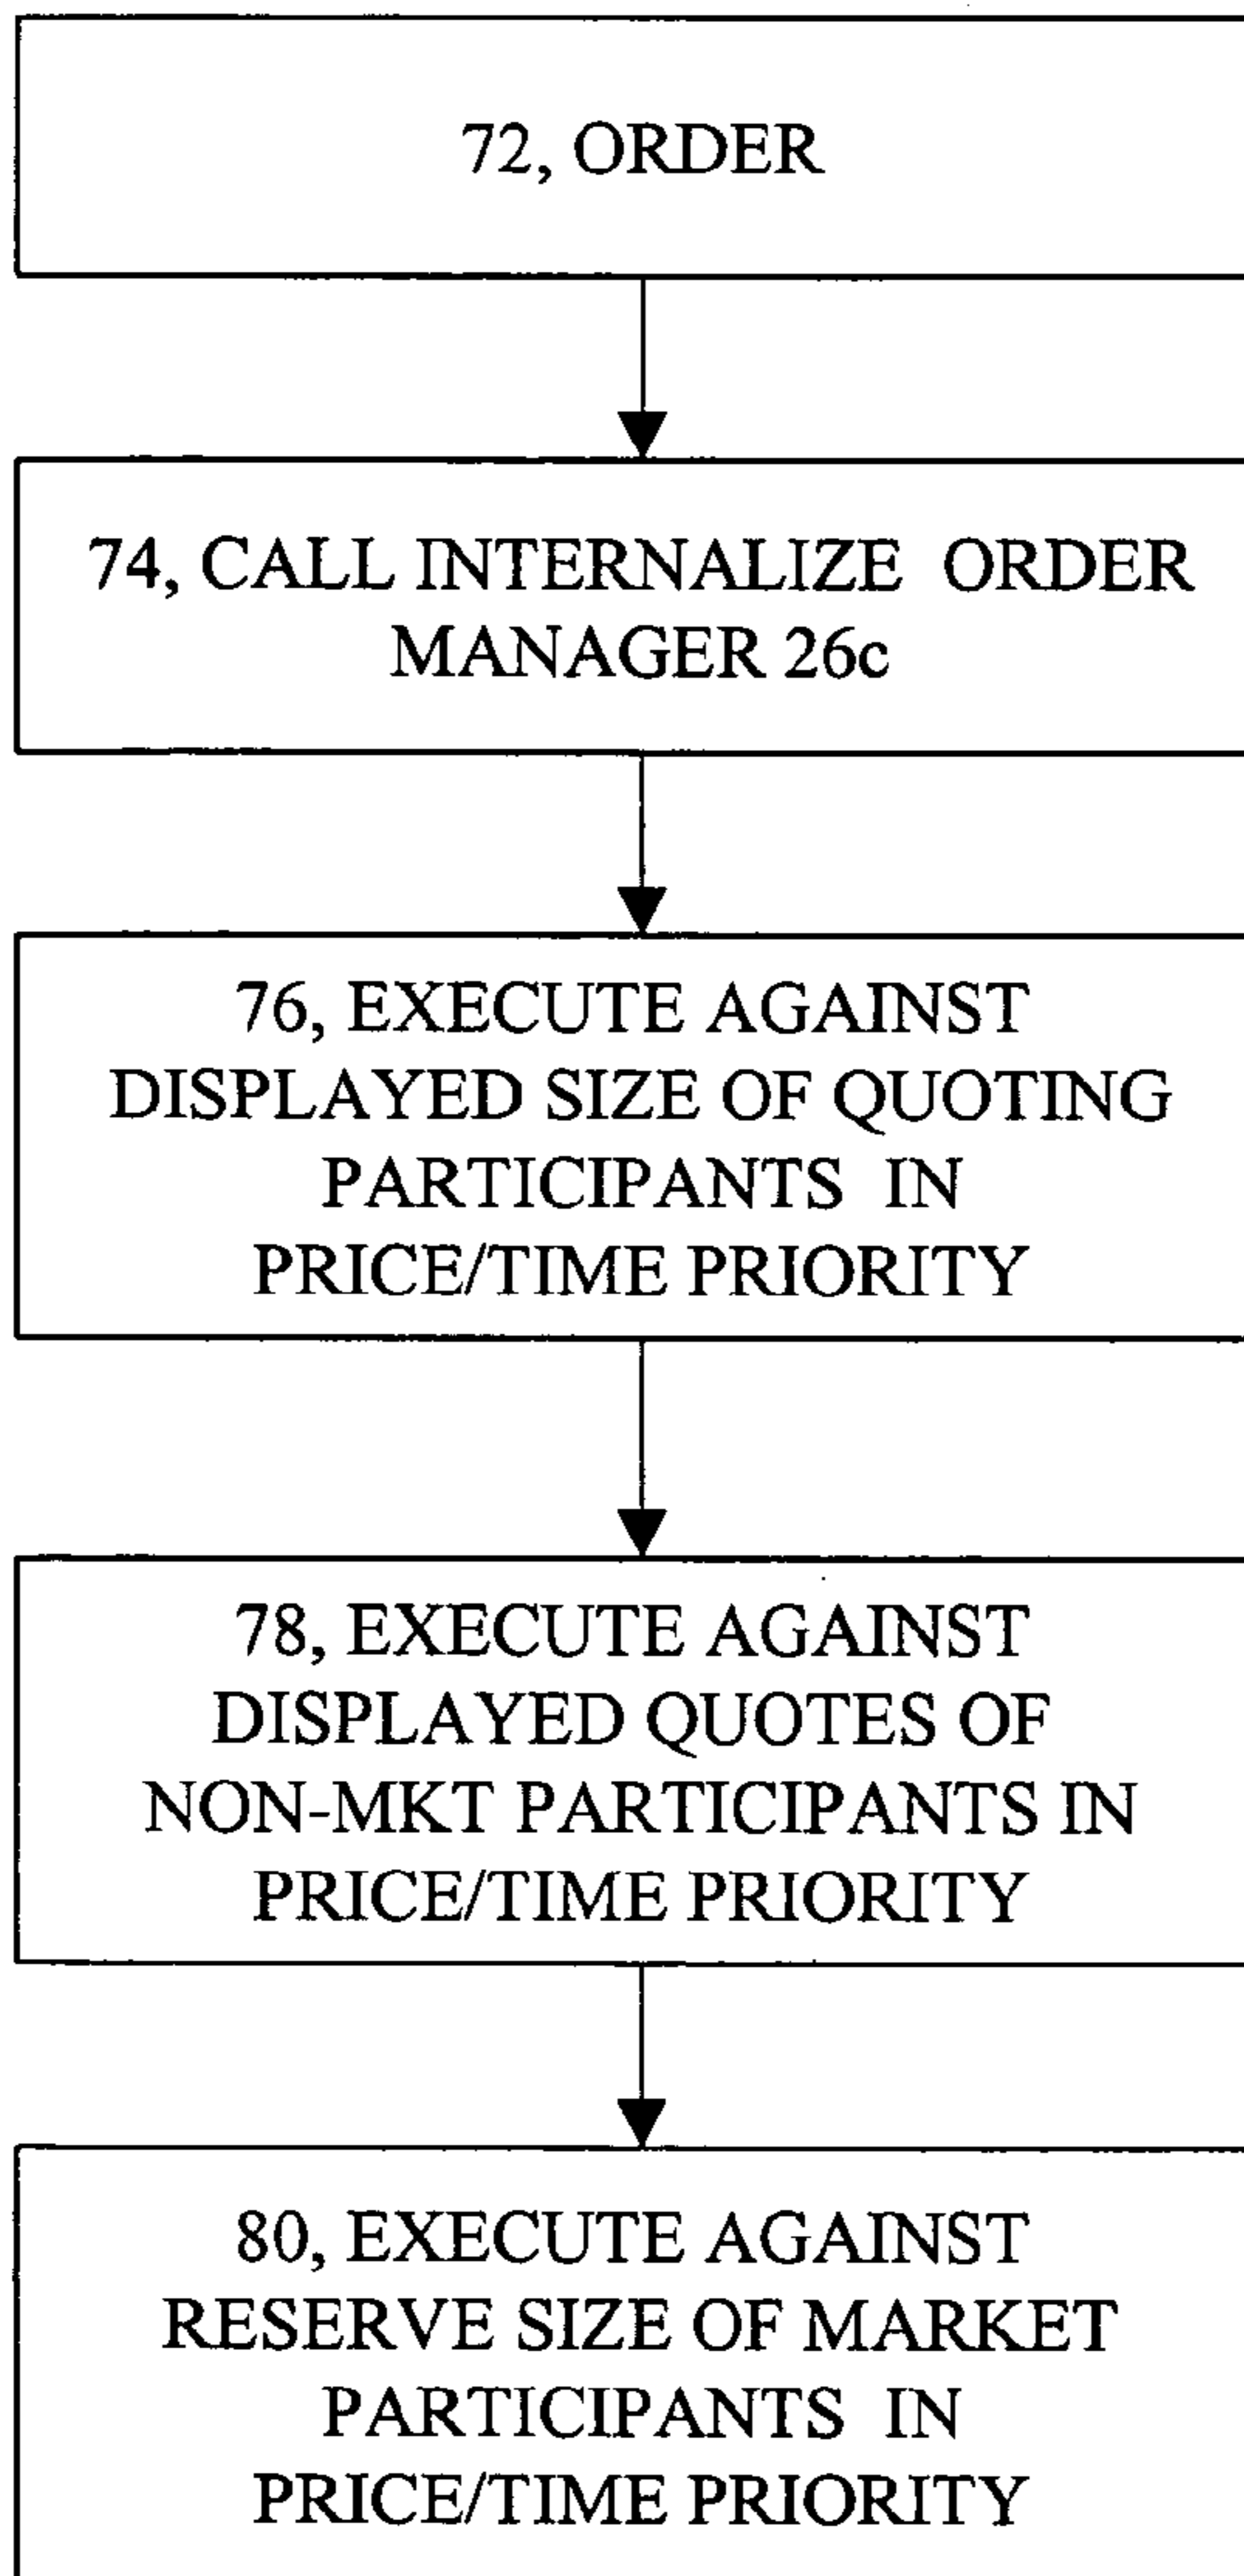 72, ORDER
74, CALL INTERNALIZE ORDER
MANAGER 26c
76, EXECUTE AGAINST
DISPLAYED SIZE OF QUOTING
PARTICIPANTS IN
PRICE/TIME PRIORITY
78, EXECUTE AGAINST
DISPLAYED QUOTES OF
NON-MKT PARTICIPANTS IN
PRICE/TIME PRIORITY
80, EXECUTE AGAINST
RESERVE SIZE OF MARKET
PARTICIPANTS IN
PRICE/TIME PRIORITY